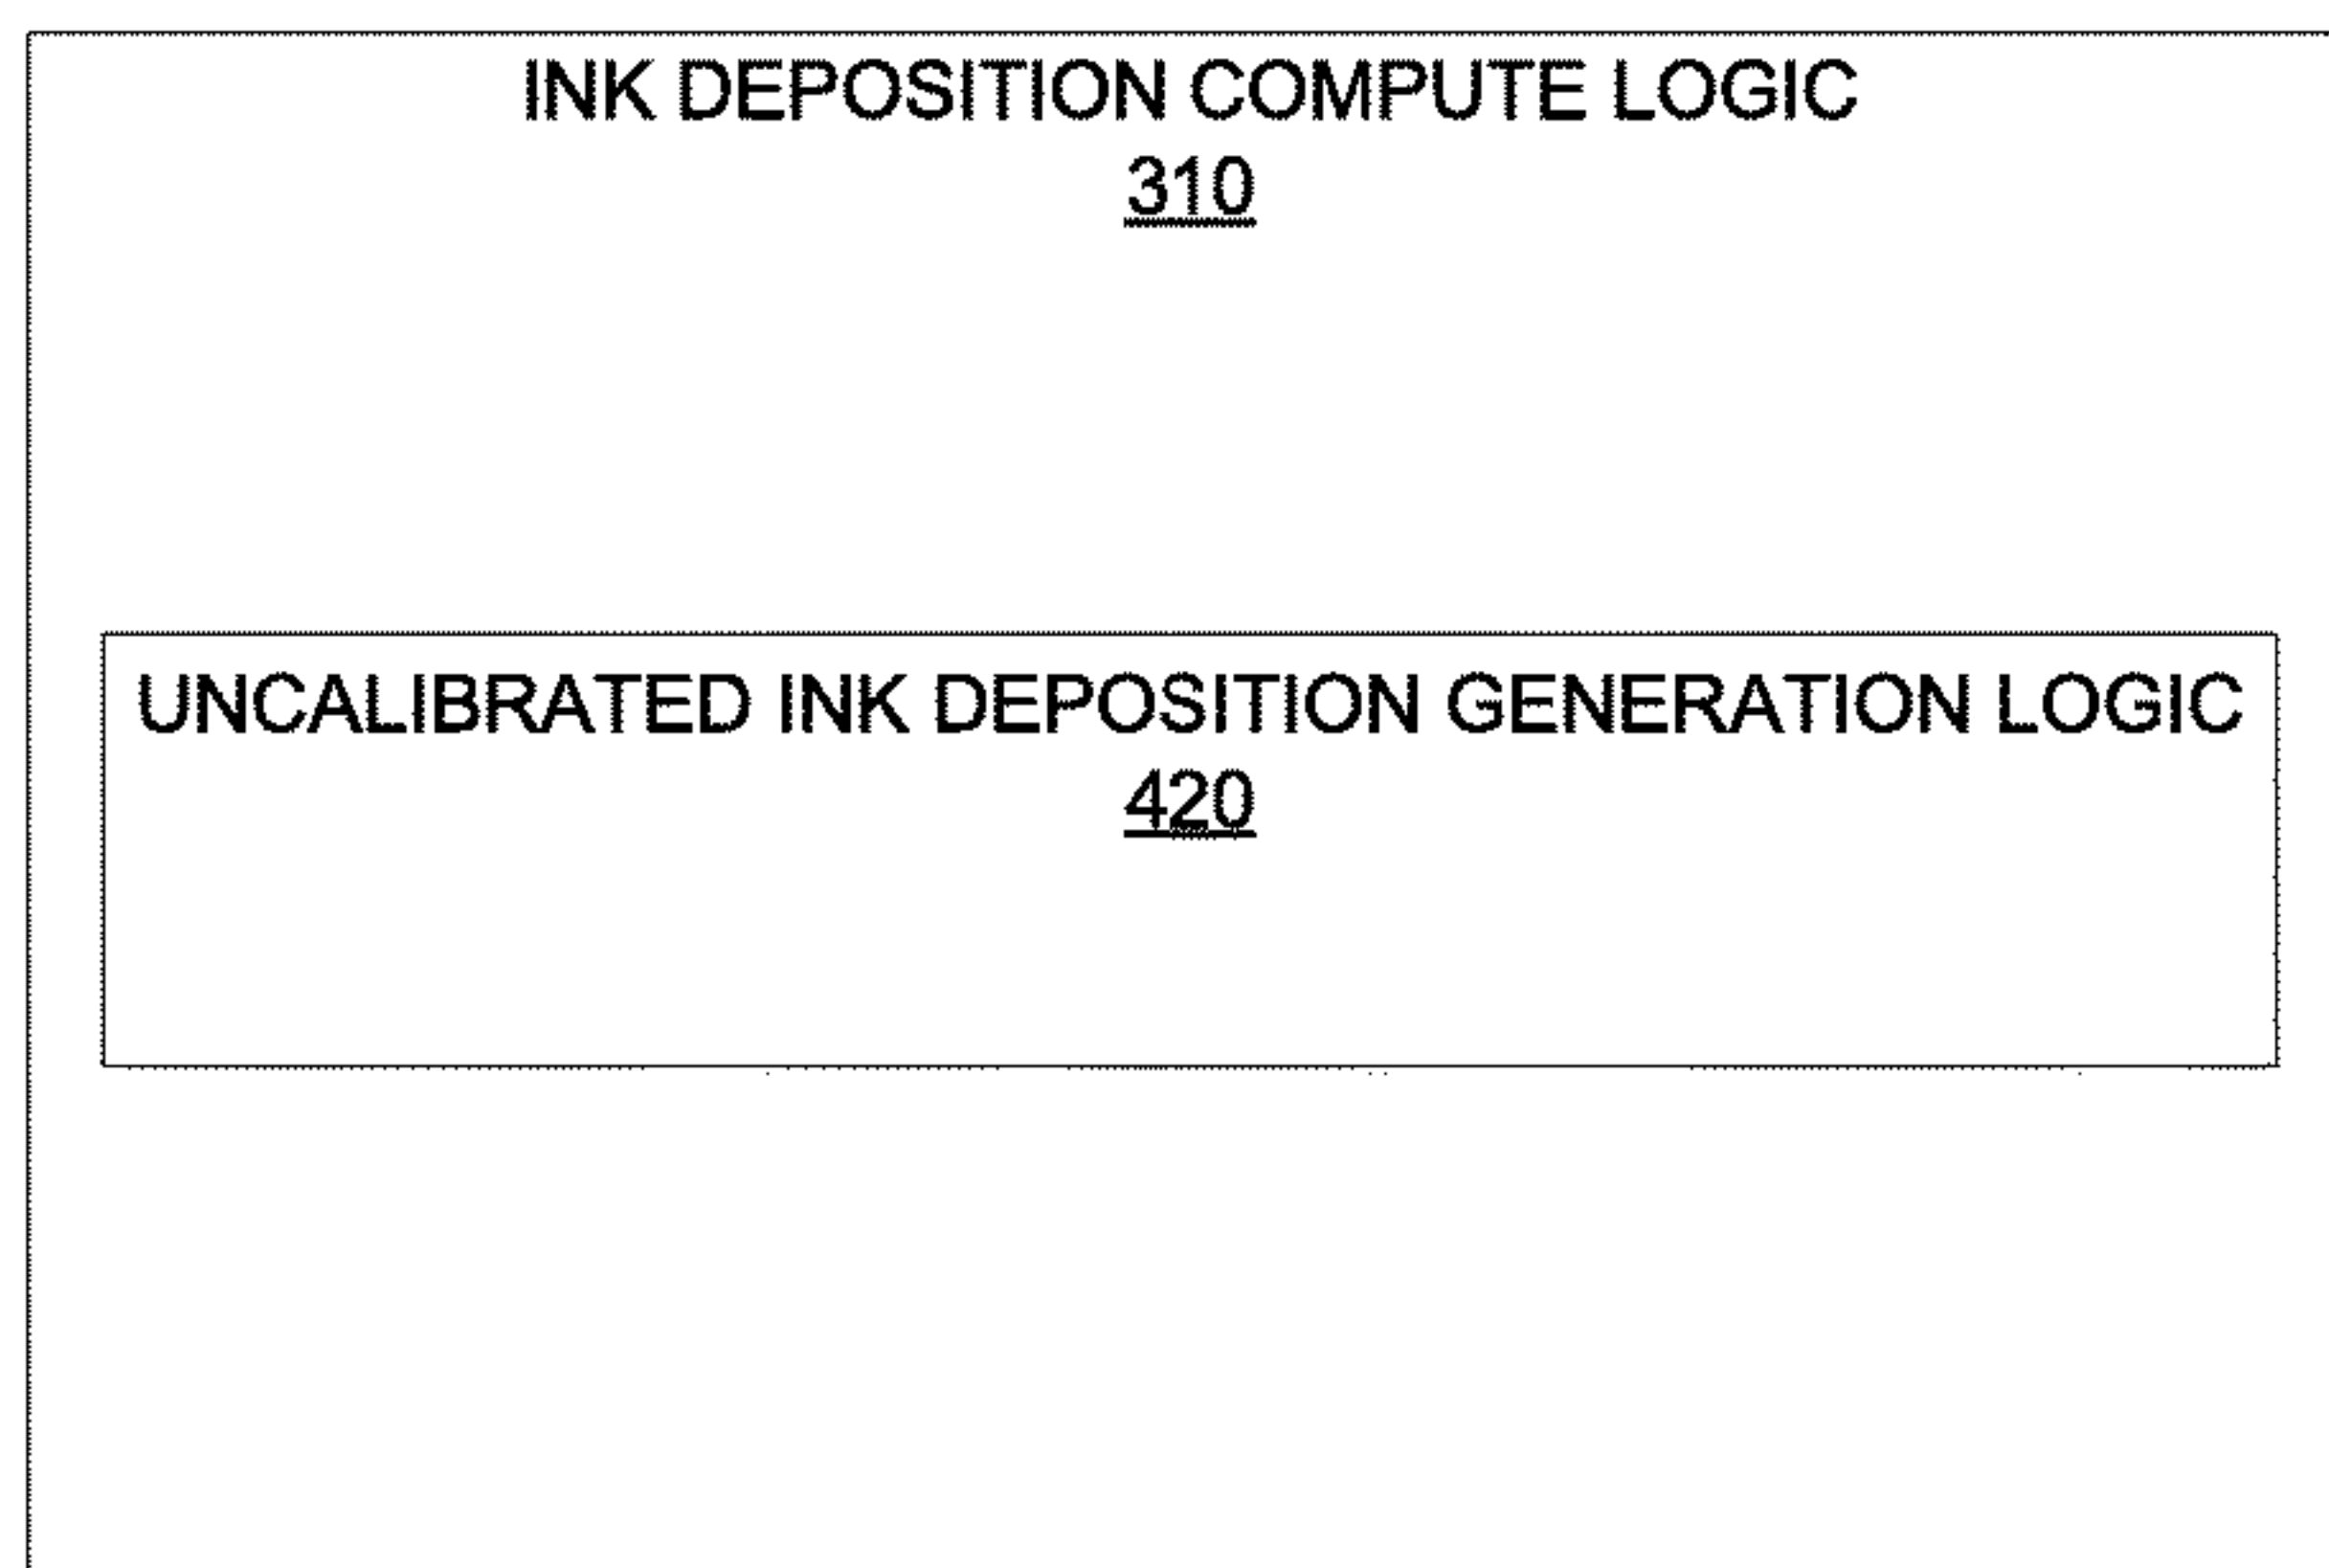 INK DEPOSITION COMPUTE LOGIC
310
UNCALIBRATED INK DEPOSITION GENERATION LOGIC
420